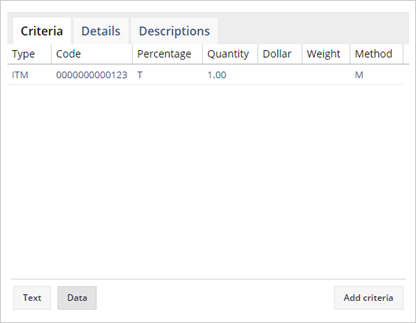 Criteria Details Descriptions
Type Code Percentage Quantity Dollar Weight Method
ITM 0000000000123 T 1.00 M
Text Data Add criteria